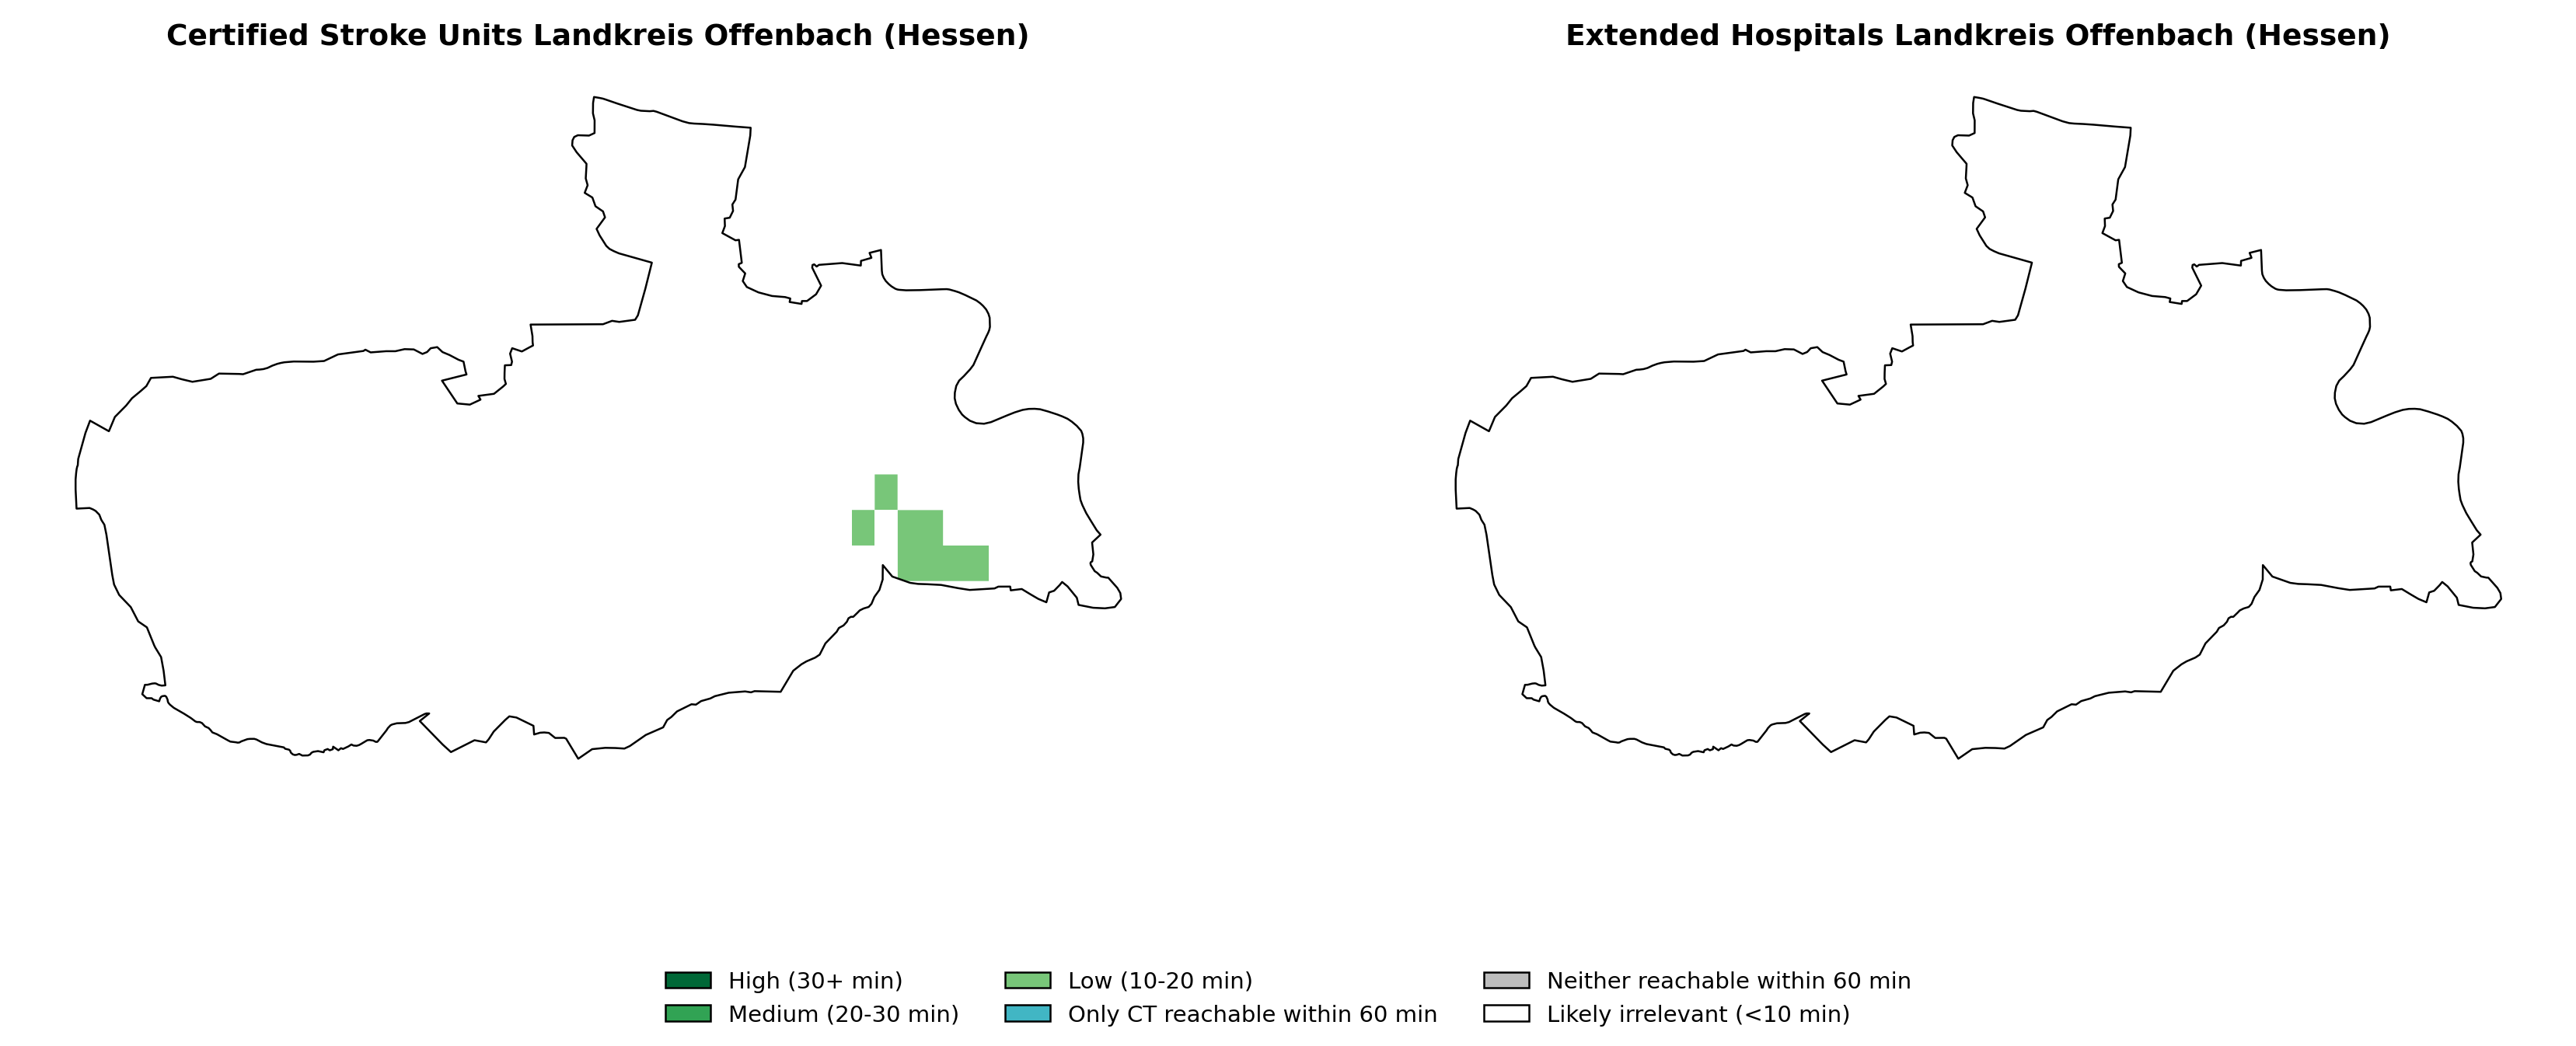 Certified Stroke Units Landkreis Offenbach (Hessen)
Extended Hospitals Landkreis Offenbach (Hessen)
High (30+ min)
Medium (20-30 min)
Low (10-20 min)
Only CT reachable within 60 min
Neither reachable within 60 min
Likely irrelevant (<10 min)